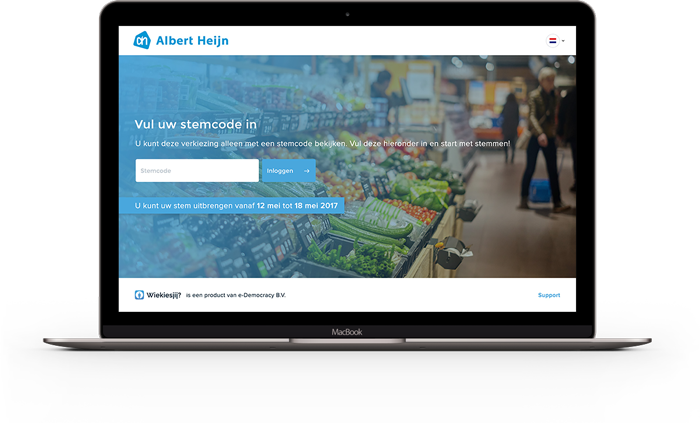 Albert Heijn
Vul uw stemcode in
U kunt deze verkiezing alleen met een stemcode bekijken. Vul deze hieronder in en start met stemmen!
Stemcode
Inloggen →
U kunt uw stem uitbrengen vanaf 12 mei tot 18 mei 2017
Wiekiesjij? is een product van e-Democracy B.V.
Support
MacBook